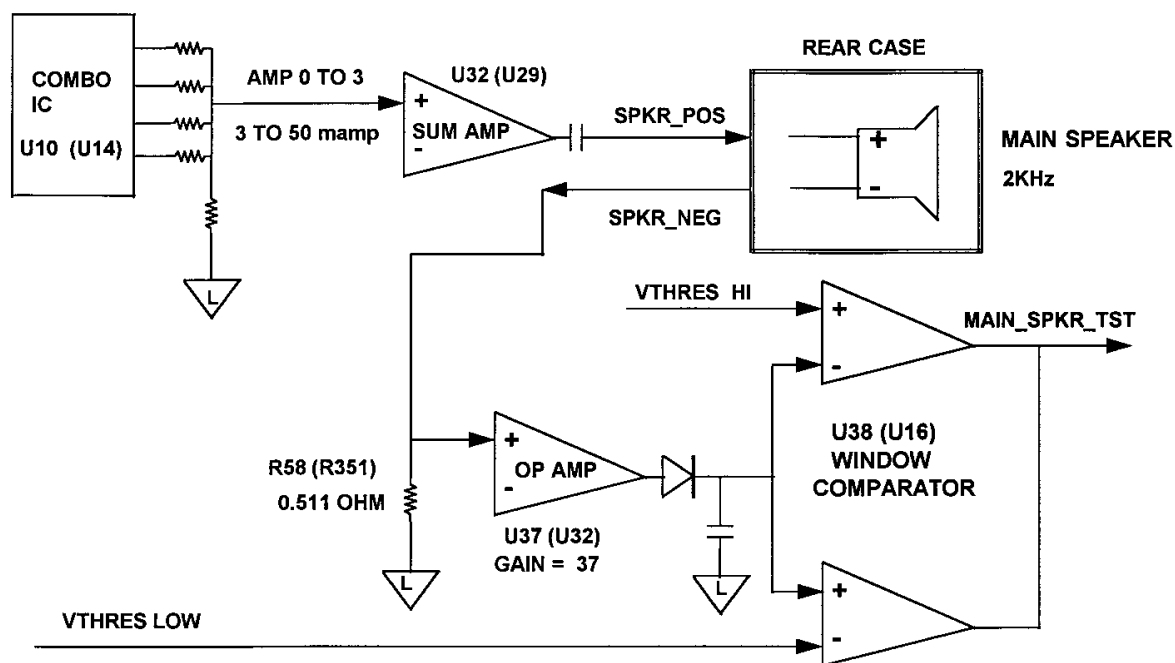 COMBO
IC
U10 (U14)
AMP 0 TO 3
3 TO 50 mamp
U32 (U29)
+
SUM AMP
-
SPKR_POS
SPKR_NEG
REAR CASE
+
-
MAIN SPEAKER
2KHz
L
VTHRES HI
+
-
MAIN_SPKR_TST
R58 (R351)
0.511 OHM
L
+
OP AMP
-
U37 (U32)
GAIN = 37
L
U38 (U16)
WINDOW
COMPARATOR
VTHRES LOW
+
-